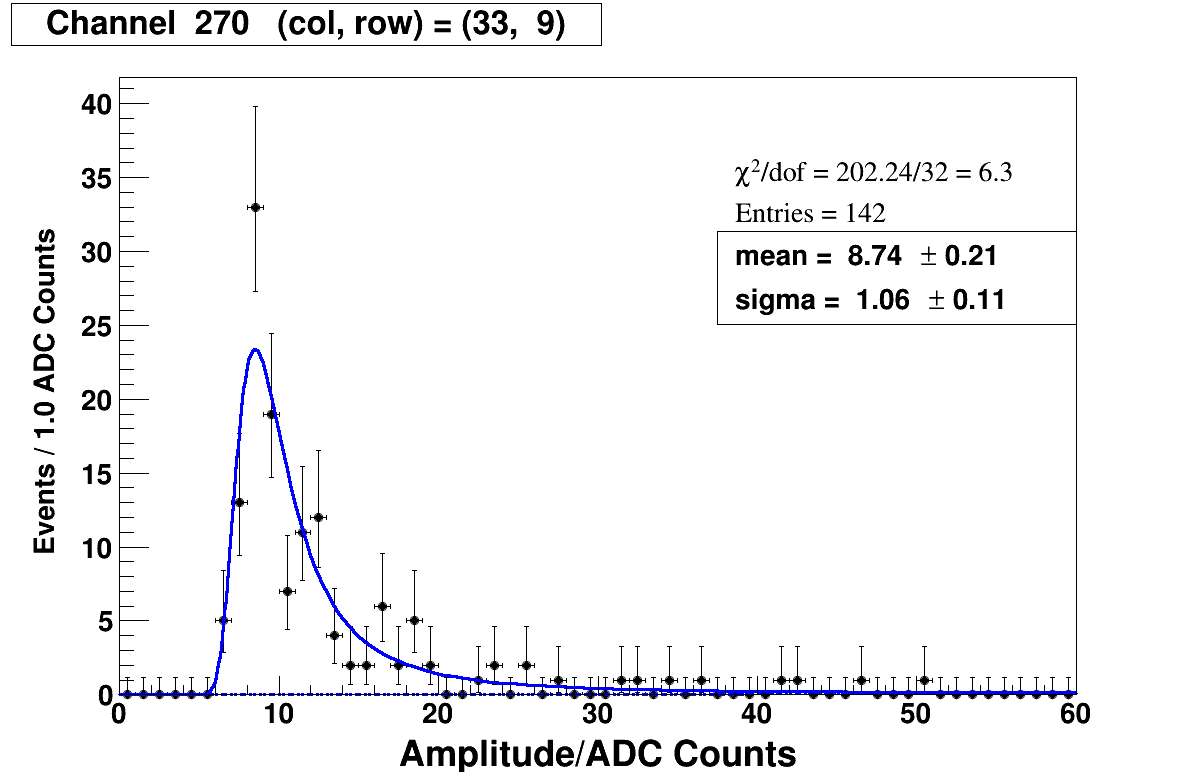 Channel 270 (col, row) = (33, 9)
χ²/dof = 202.24/32 = 6.3
Entries = 142
mean = 8.74 ± 0.21
sigma = 1.06 ± 0.11
Events / 1.0 ADC Counts
40
35
30
25
20
15
10
5
0
0 10 20 30 40 50 60
Amplitude/ADC Counts